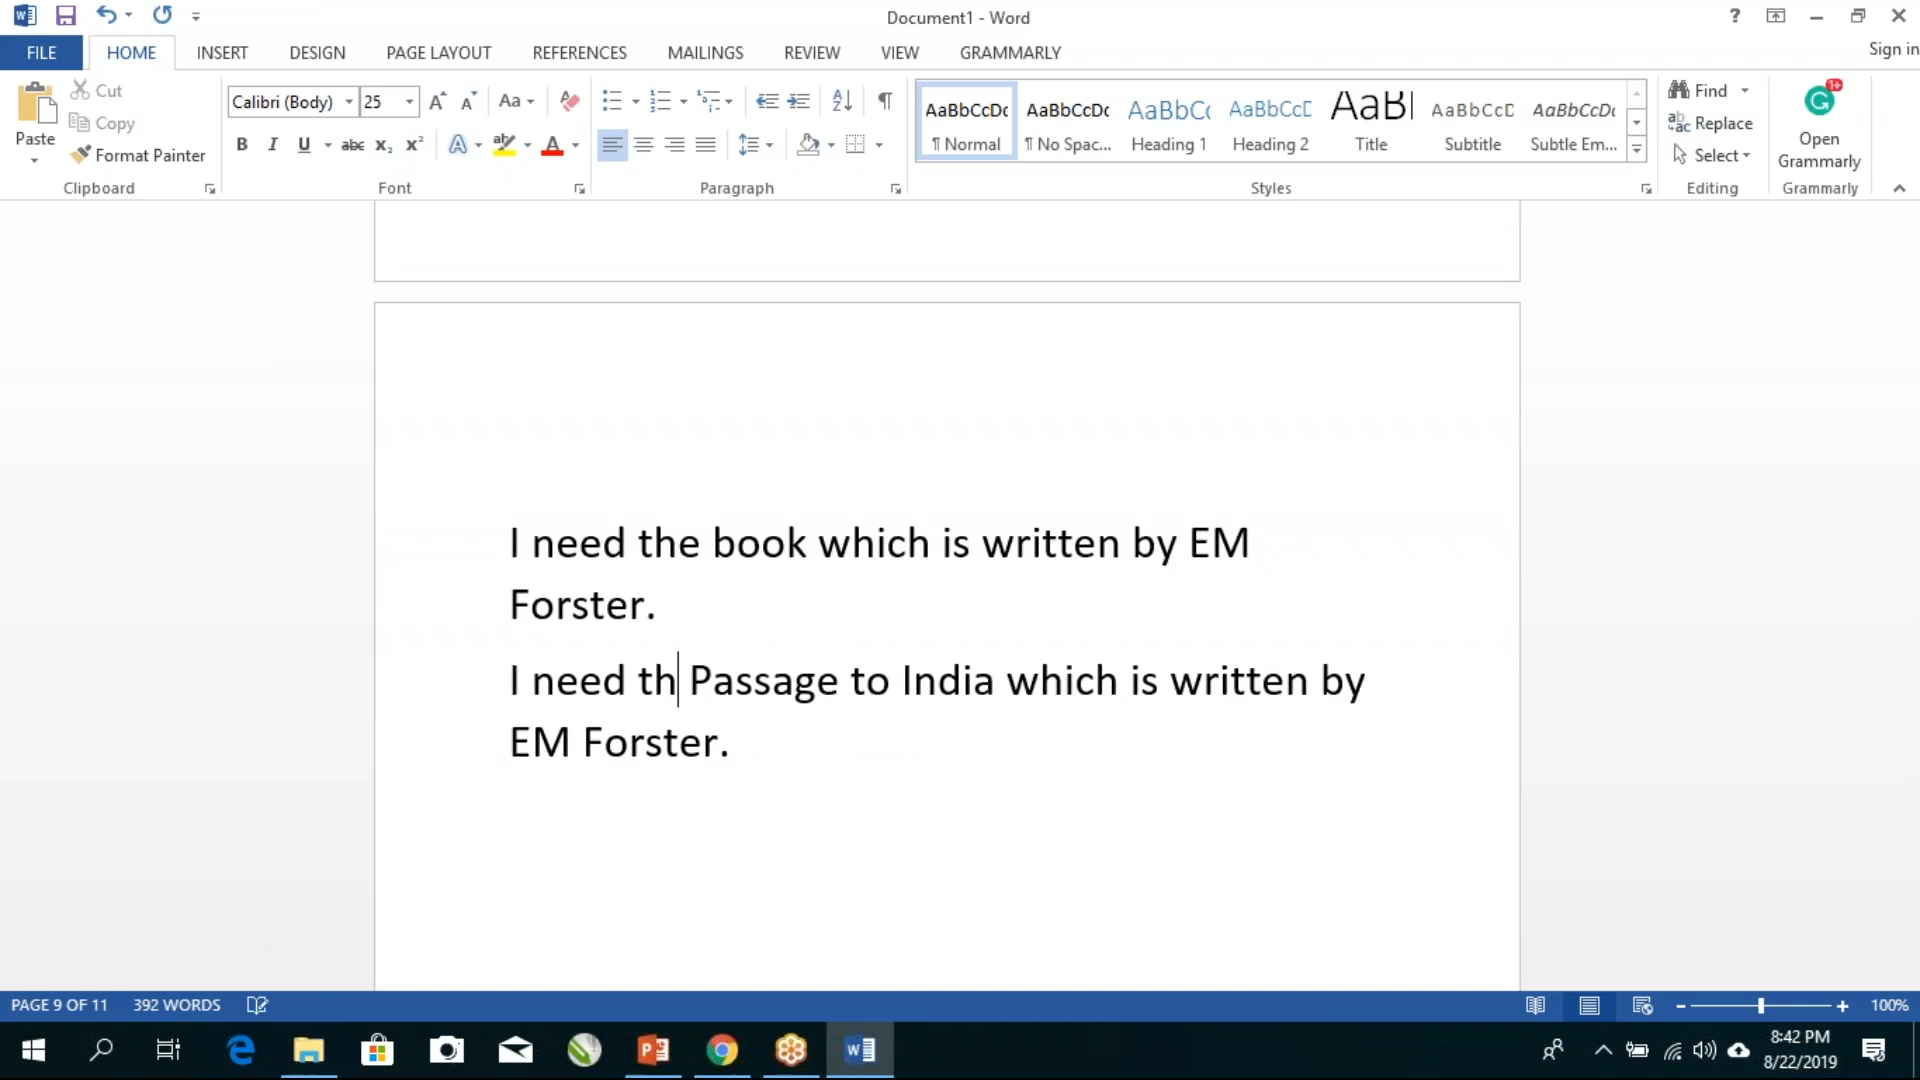 Document1 - Word
?
FILE HOME INSERT DESIGN PAGE LAYOUT REFERENCES MAILINGS REVIEW VIEW GRAMMARLY Sign in
Paste
Cut
Copy
Format Painter
Clipboard
Calibri (Body) 25
Font
Paragraph
AaBbCcDc AaBbCcDc AaBbCc AaBbCcD AaBl AaBbCcD AaBbCcDc
¶ Normal ¶ No Spac... Heading 1 Heading 2 Title Subtitle Subtle Em...
Styles
Find
Replace
Select
Editing
Open
Grammarly
Grammarly
I need the book which is written by EM
Forster.
I need th Passage to India which is written by
EM Forster.
PAGE 9 OF 11 392 WORDS 100%
8:42 PM
8/22/2019